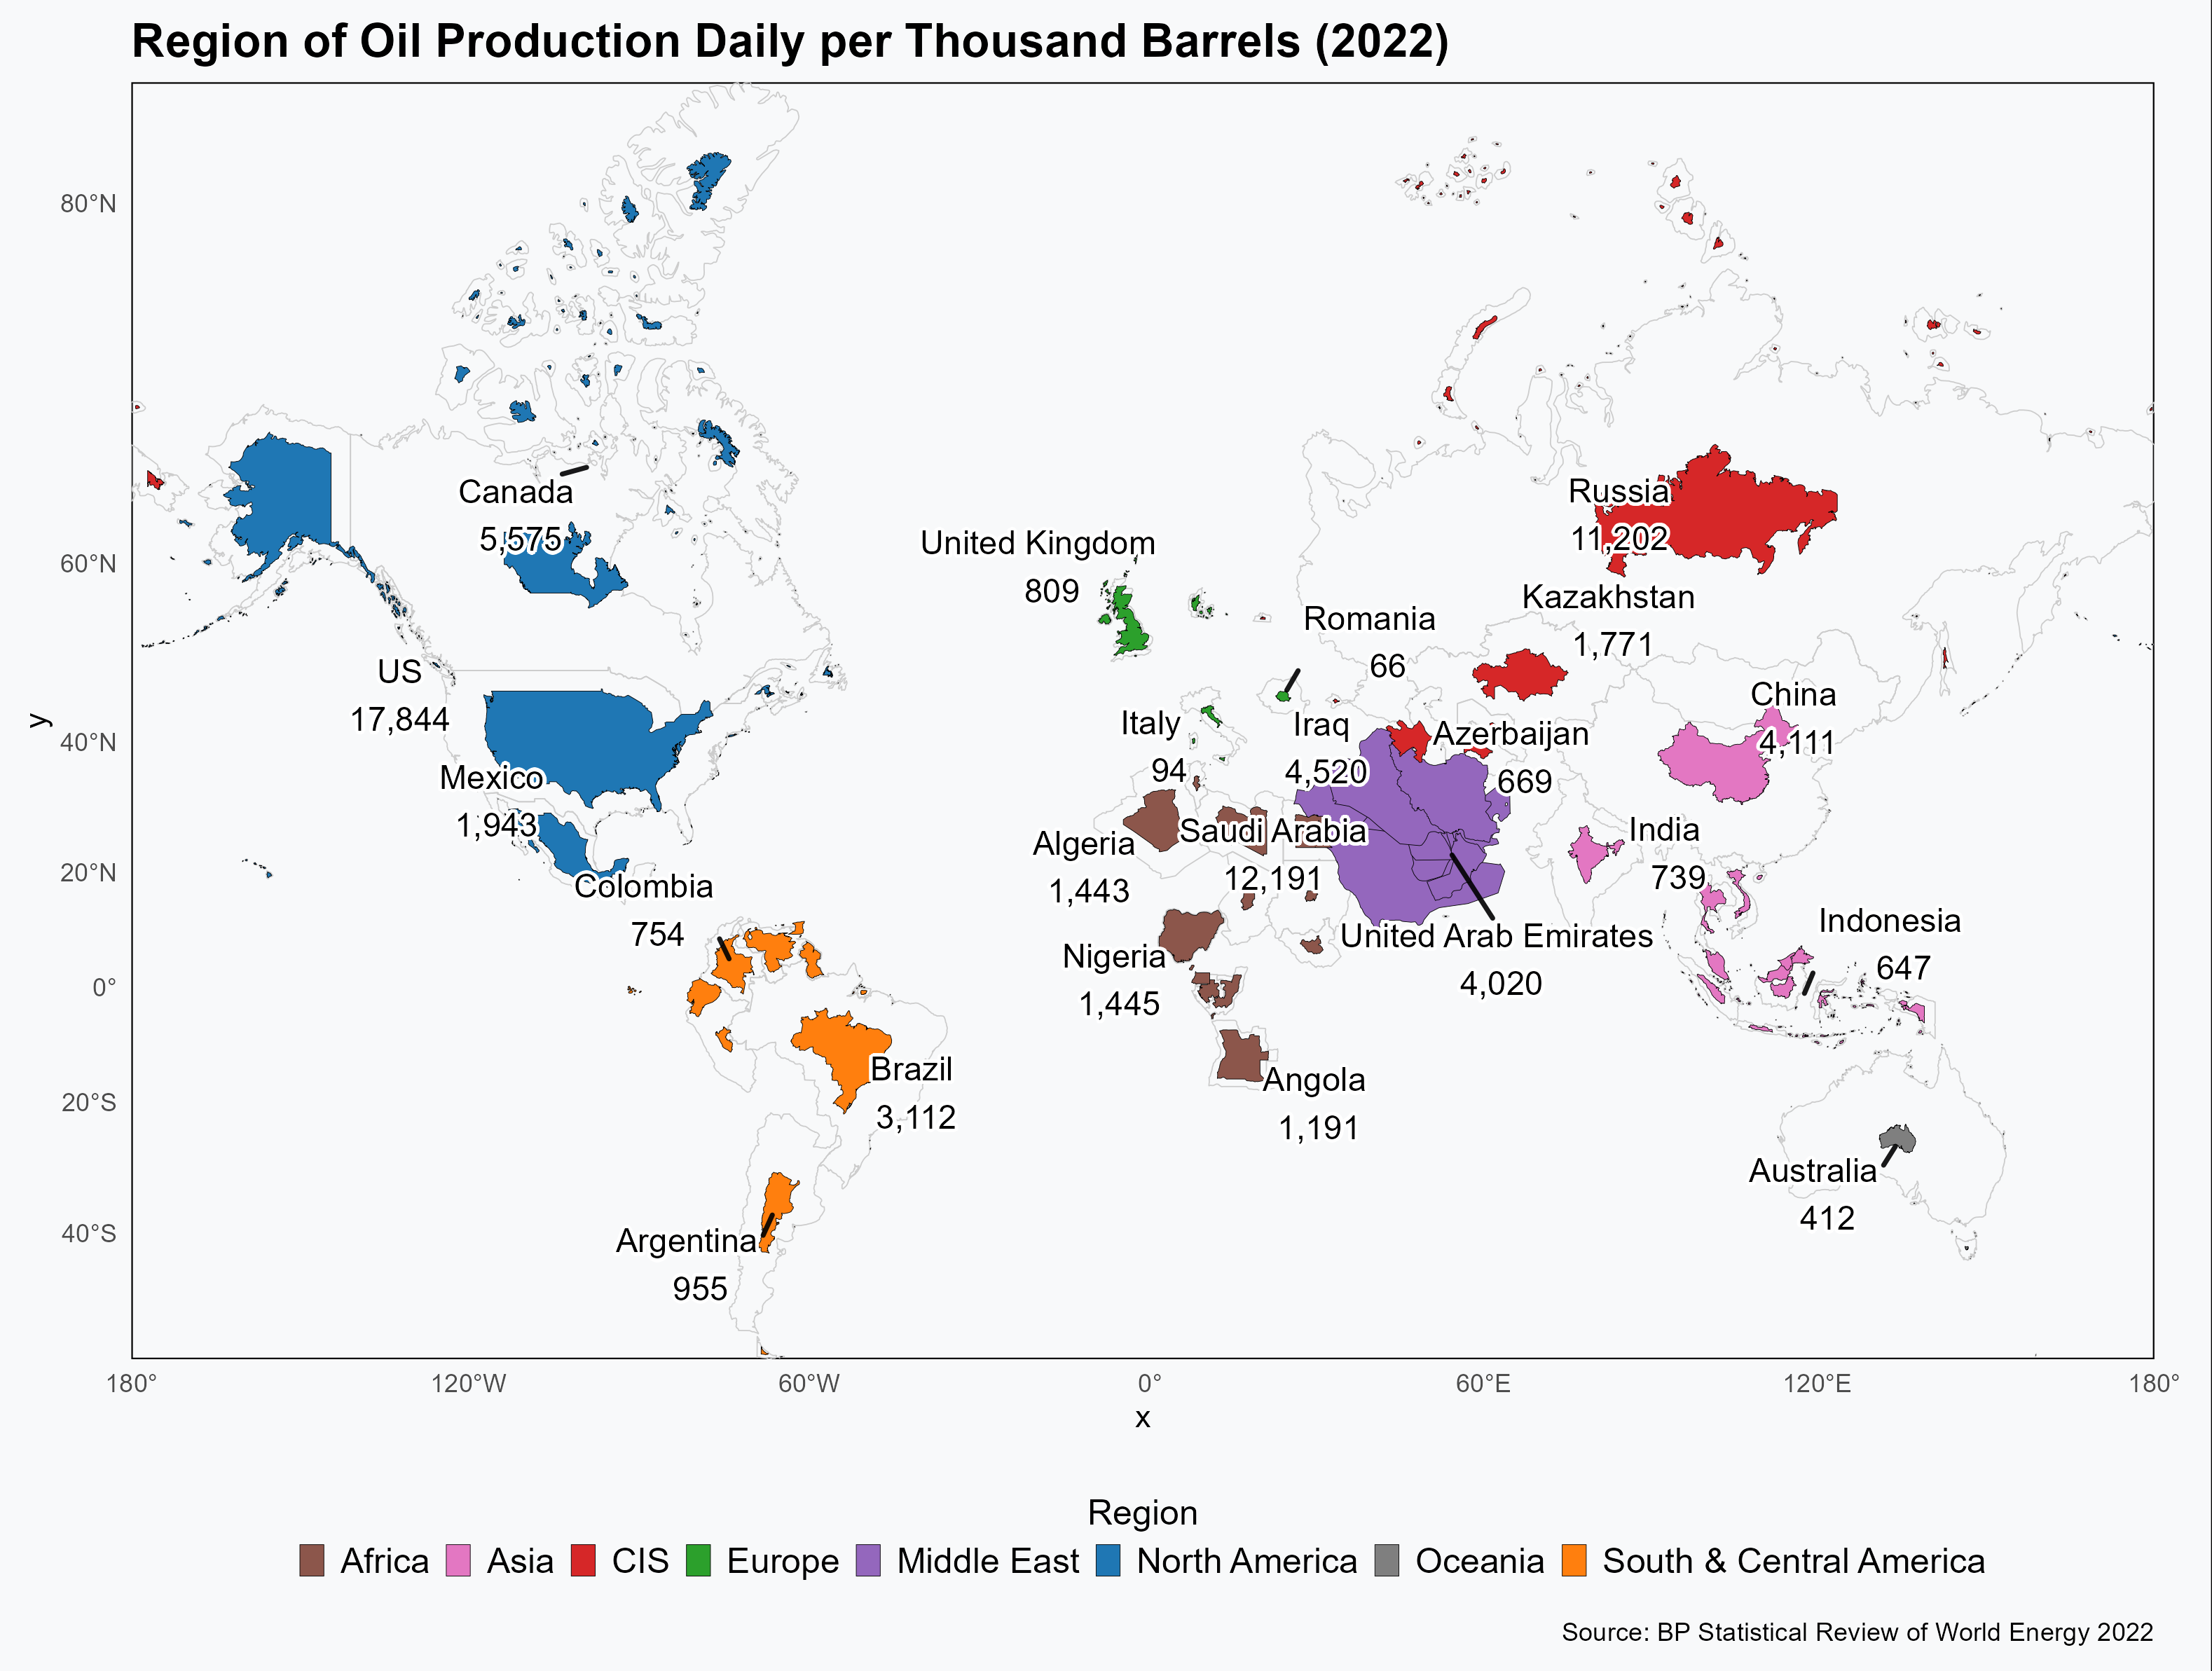 Region of Oil Production Daily per Thousand Barrels (2022)
80°N
60°N
40°N
20°N
0°
20°S
40°S
y
Canada
5,575
Russia
11,202
United Kingdom
809
Kazakhstan
1,771
Romania
66
US
17,844
China
4,111
Italy
94
Iraq
4,520
Azerbaijan
669
Mexico
1,943
Algeria
1,443
Saudi Arabia
12,191
India
739
Colombia
754
Indonesia
647
United Arab Emirates
4,020
Nigeria
1,445
Brazil
3,112
Angola
1,191
Australia
412
Argentina
955
180°
120°W
60°W
0°
60°E
120°E
180°
x
Region
Africa
Asia
CIS
Europe
Middle East
North America
Oceania
South & Central America
Source: BP Statistical Review of World Energy 2022